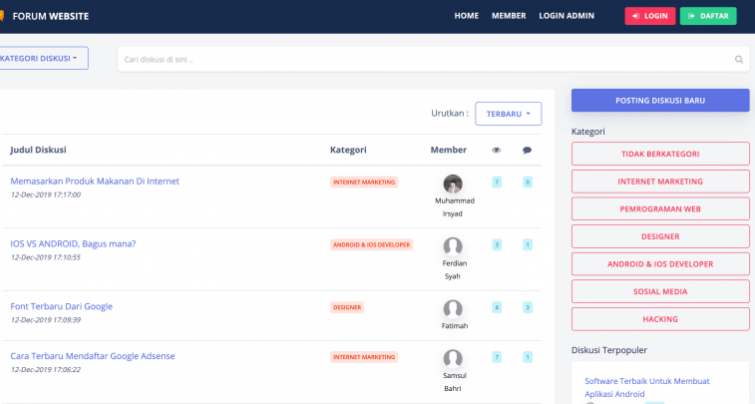 FORUM WEBSITE
HOME MEMBER LOGIN ADMIN LOGIN DAFTAR
KATEGORI DISKUSI
Cari diskusi di sini ..
Urutkan : TERBARU
Judul Diskusi Kategori Member
Memasarkan Produk Makanan Di Internet
12-Dec-2019 17:17:00
INTERNET MARKETING
Muhammad
Irsyad
7 0
IOS VS ANDROID, Bagus mana?
12-Dec-2019 17:10:55
ANDROID & IOS DEVELOPER
Ferdian
Syah
3 1
Font Terbaru Dari Google
12-Dec-2019 17:09:39
DESIGNER
Fatimah
6 3
Cara Terbaru Mendaftar Google Adsense
12-Dec-2019 17:06:22
INTERNET MARKETING
Samsul
Bahri
7 1
POSTING DISKUSI BARU
Kategori
TIDAK BERKATEGORI
INTERNET MARKETING
PEMROGRAMAN WEB
DESIGNER
ANDROID & IOS DEVELOPER
SOSIAL MEDIA
HACKING
Diskusi Terpopuler
Software Terbaik Untuk Membuat
Aplikasi Android